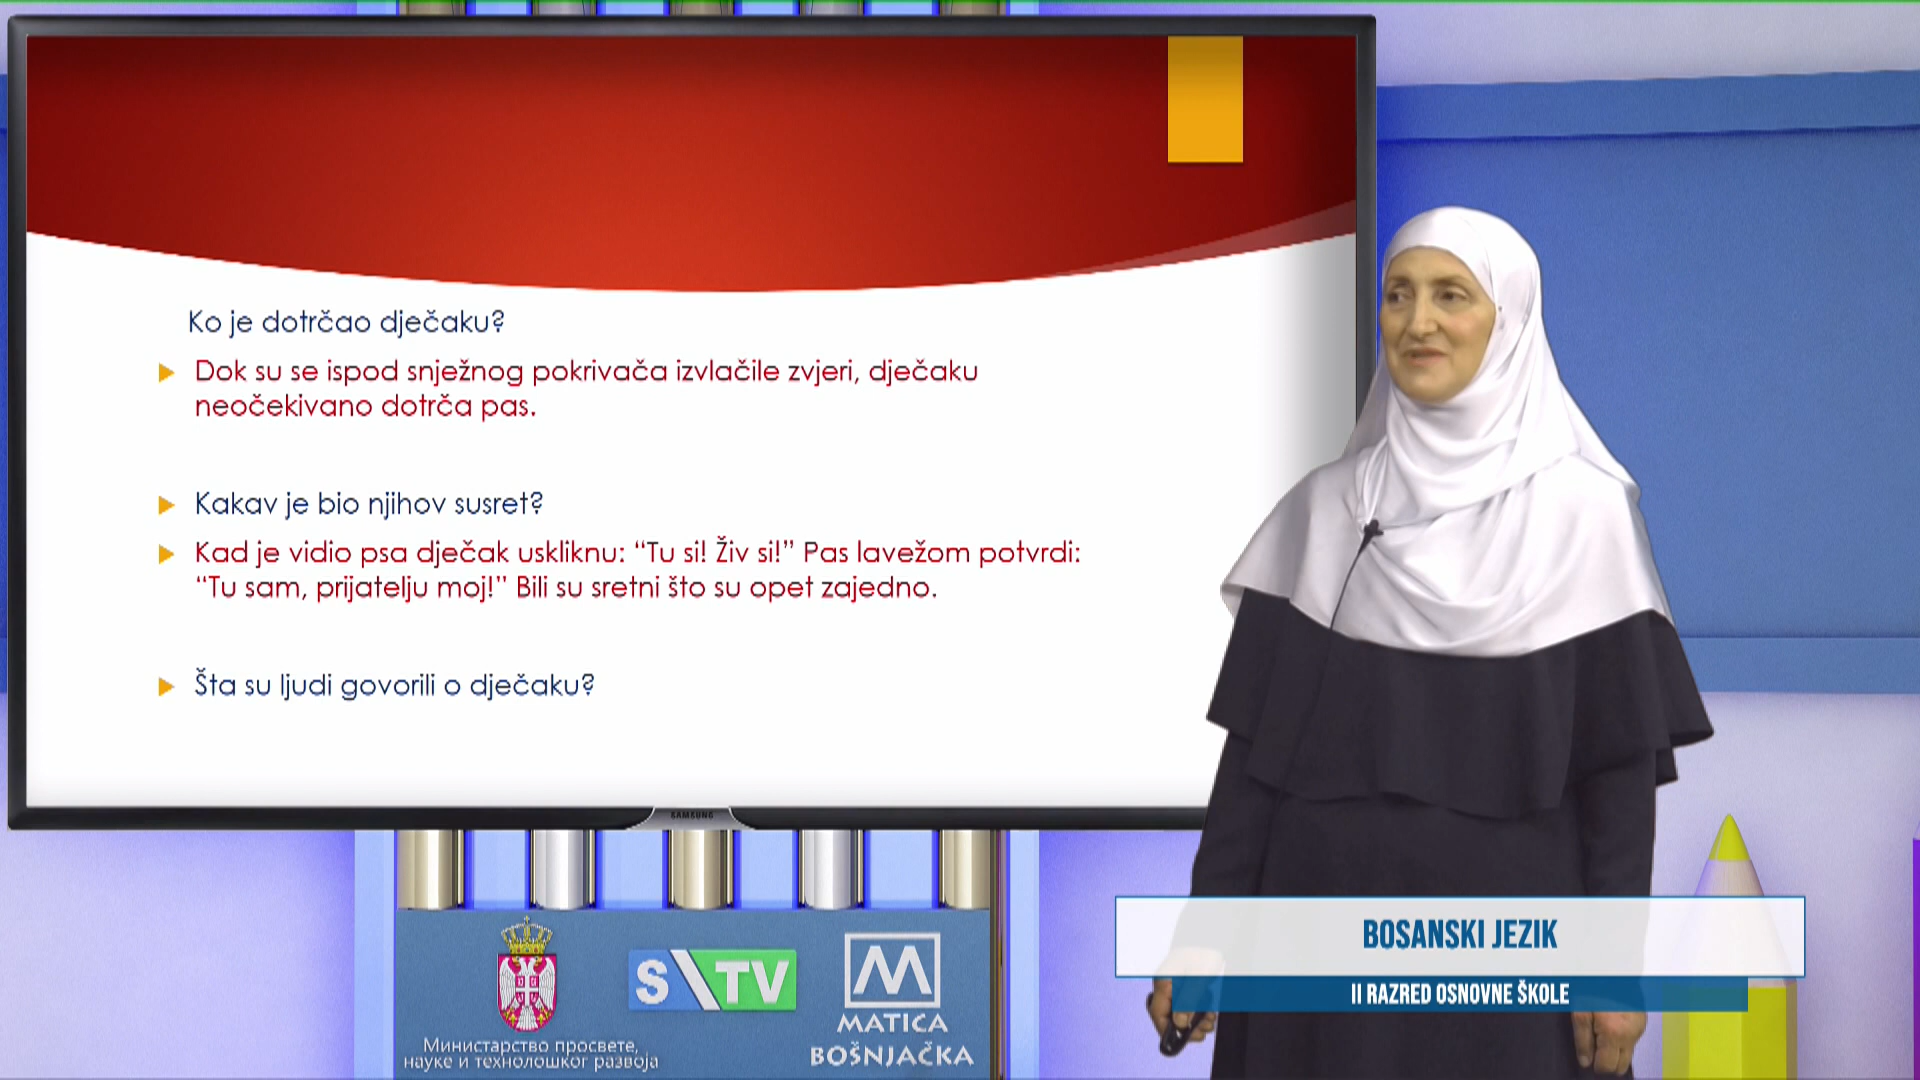 Ko je dotrčao dječaku?
Dok su se ispod snježnog pokrivača izvlačile zvjeri, dječaku
neočekivano dotrča pas.
Kakav je bio njihov susret?
Kad je vidio psa dječak uskliknu: “Tu si! Živ si!” Pas lavežom potvrdi:
“Tu sam, prijatelju moj!” Bili su sretni što su opet zajedno.
Šta su ljudi govorili o dječaku?
SAMSUNG
BOSANSKI JEZIK
II RAZRED OSNOVNE ŠKOLE
Министарство просвете,
науке и технолошког развоја
S TV
MATICA
BOŠNJAČKA